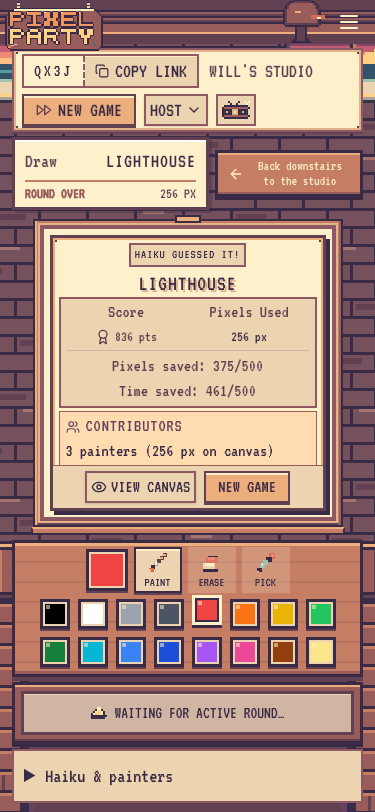 PIXEL
PARTY
QX3J
COPY LINK
WILL'S STUDIO
NEW GAME
HOST
Draw LIGHTHOUSE
ROUND OVER 256 PX
Back downstairs
to the studio
HAIKU GUESSED IT!
LIGHTHOUSE
Score Pixels Used
836 pts 256 px
Pixels saved: 375/500
Time saved: 461/500
CONTRIBUTORS
3 painters (256 px on canvas)
VIEW CANVAS
NEW GAME
PAINT
ERASE
PICK
WAITING FOR ACTIVE ROUND…
Haiku & painters